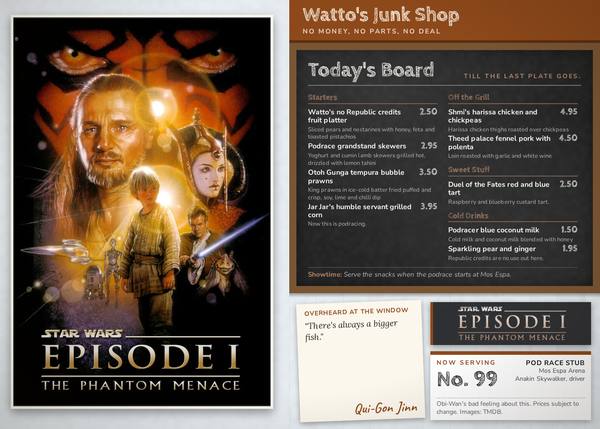 STAR WARS
EPISODE I
THE PHANTOM MENACE
Watto's Junk Shop
NO MONEY, NO PARTS, NO DEAL
Today's Board
TILL THE LAST PLATE GOES.
Starters
Watto's no Republic credits 2.50
fruit platter
Sliced pears and nectarines with honey, feta and
toasted pistachios
Podrace grandstand skewers 2.95
Yoghurt and cumin lamb skewers grilled hot,
drizzled with lemon tahini
Otoh Gunga tempura bubble 3.50
prawns
King prawns in ice-cold batter fried puffed and
crisp, soy, lime and chilli dip
Jar Jar's humble servant grilled 3.95
corn
Now this is podracing.
Off the Grill
Shmi's harissa chicken and 4.95
chickpeas
Harissa chicken thighs roasted over chickpeas
Theed palace fennel pork with 4.50
polenta
Loin roasted with garlic and white wine
Sweet Stuff
Duel of the Fates red and blue 2.50
tart
Raspberry and blueberry custard tart.
Cold Drinks
Podracer blue coconut milk 1.50
Cold milk and coconut milk blended with honey
Sparkling pear and ginger 1.95
Republic credits are no use out here.
Showtime: Serve the snacks when the podrace starts at Mos Espa.
OVERHEARD AT THE WINDOW
"There's always a bigger
fish."
Qui-Gon Jinn
STAR WARS
EPISODE I
THE PHANTOM MENACE
NOW SERVING
No. 99
POD RACE STUB
Mos Espa Arena
Anakin Skywalker, driver
Obi-Wan's bad feeling about this. Prices subject to
change. Images: TMDB.